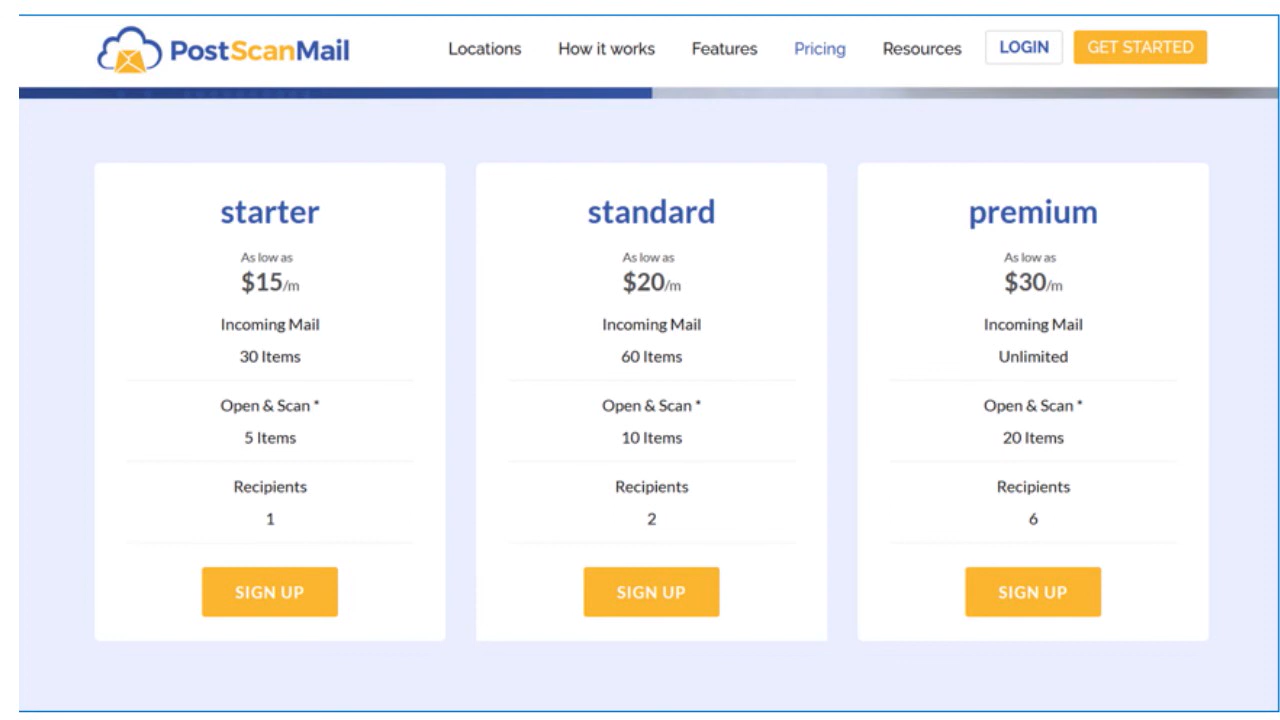 PostScanMail
Locations How it works Features Pricing Resources LOGIN GET STARTED
starter
As low as
$15/m
Incoming Mail
30 Items
Open & Scan *
5 Items
Recipients
1
SIGN UP
standard
As low as
$20/m
Incoming Mail
60 Items
Open & Scan *
10 Items
Recipients
2
SIGN UP
premium
As low as
$30/m
Incoming Mail
Unlimited
Open & Scan *
20 Items
Recipients
6
SIGN UP